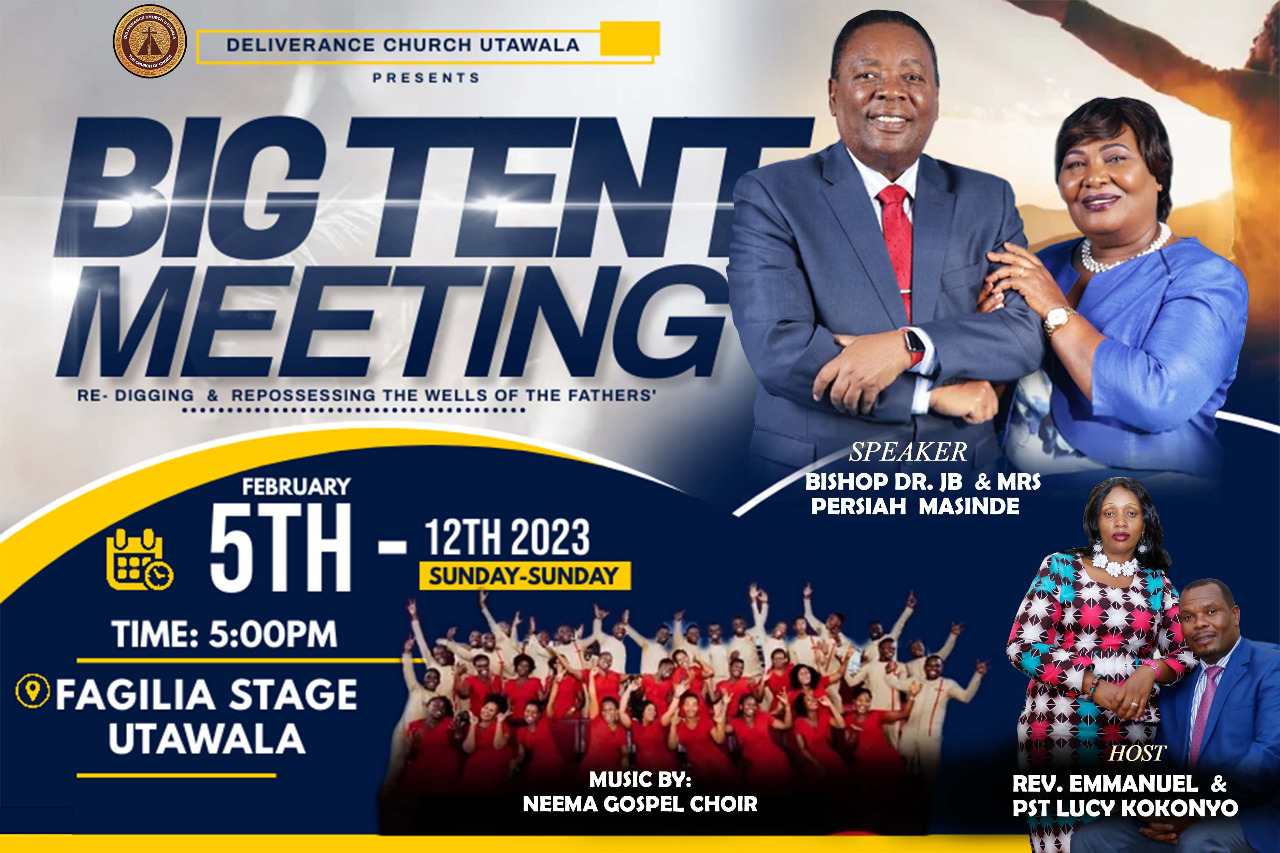 DELIVERANCE CHURCH UTAWALA
PRESENTS
BIG TENT
MEETING
RE- DIGGING & REPOSSESSING THE WELLS OF THE FATHERS'
SPEAKER
BISHOP DR. JB & MRS
PERSIAH MASINDE
FEBRUARY
5TH - 12TH 2023
SUNDAY-SUNDAY
TIME: 5:00PM
FAGILIA STAGE
UTAWALA
MUSIC BY:
NEEMA GOSPEL CHOIR
HOST
REV. EMMANUEL &
PST LUCY KOKONYO